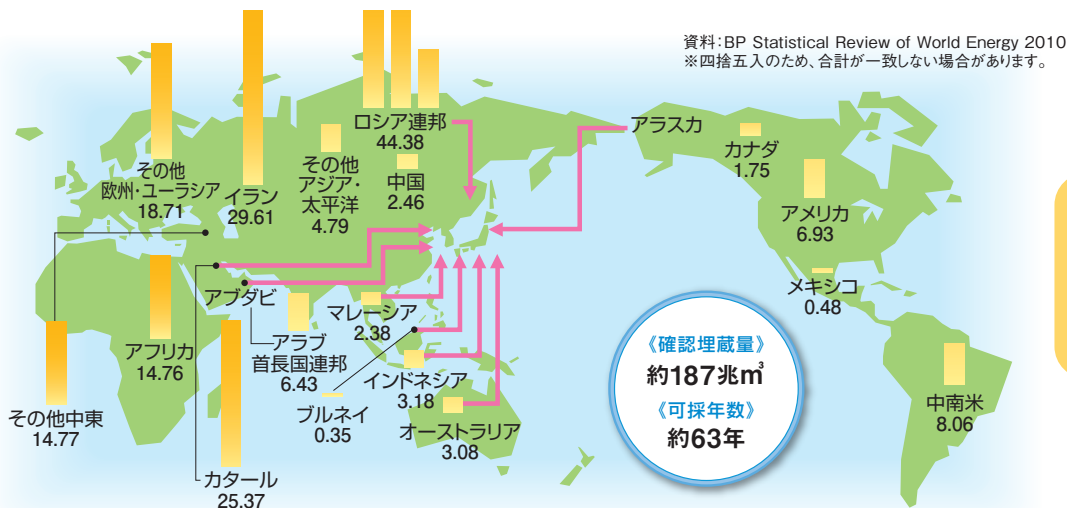 資料:BP Statistical Review of World Energy 2010
※四捨五入のため、合計が一致しない場合があります。
ロシア連邦
44.38
アラスカ
カナダ
1.75
その他
欧州・ユーラシア
18.71
イラン
29.61
その他
アジア・
太平洋
4.79
中国
2.46
アメリカ
6.93
メキシコ
0.48
アブダビ
アラブ
首長国連邦
6.43
マレーシア
2.38
アフリカ
14.76
インドネシア
3.18
ブルネイ
0.35
オーストラリア
3.08
その他中東
14.77
カタール
25.37
《確認埋蔵量》
約187兆㎥
《可採年数》
約63年
中南米
8.06